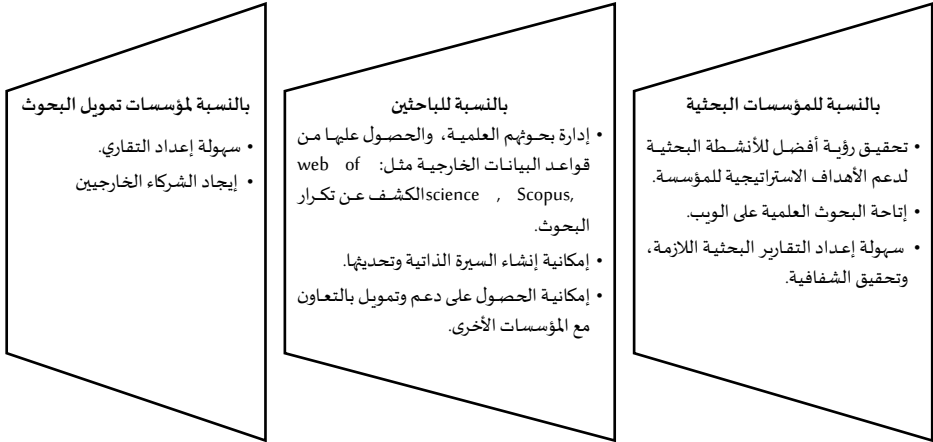 بالنسبة للمؤسسات البحثية
• تحقيق رؤية أفضل للأنشطة البحثية
لدعم الأهداف الاستراتيجية للمؤسسة.
• إتاحة البحوث العلمية على الويب.
• سهولة إعداد التقارير البحثية اللازمة،
وتحقيق الشفافية.
بالنسبة للباحثين
• إدارة بحوثهم العلمية، والحصول عليها من
قواعد البيانات الخارجية مثل: web of
science , Scopus, الكشف عن تكرار
البحوث.
• إمكانية إنشاء السيرة الذاتية وتحديثها.
• إمكانية الحصول على دعم وتمويل بالتعاون
مع المؤسسات الأخرى.
بالنسبة لمؤسسات تمويل البحوث
• سهولة إعداد التقاري.
• إيجاد الشركاء الخارجيين